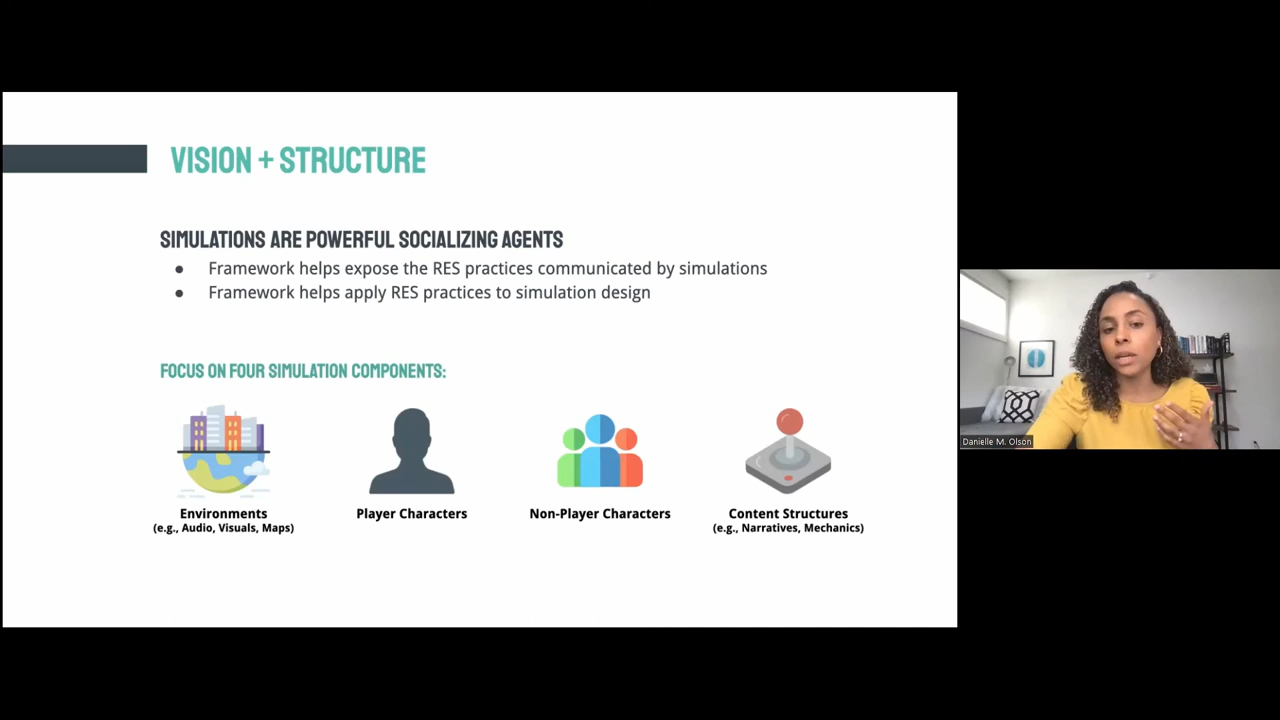 VISION + STRUCTURE
SIMULATIONS ARE POWERFUL SOCIALIZING AGENTS
● Framework helps expose the RES practices communicated by simulations
● Framework helps apply RES practices to simulation design
FOCUS ON FOUR SIMULATION COMPONENTS:
Environments
(e.g., Audio, Visuals, Maps)
Player Characters
Non-Player Characters
Content Structures
(e.g., Narratives, Mechanics)
Danielle M. Olson